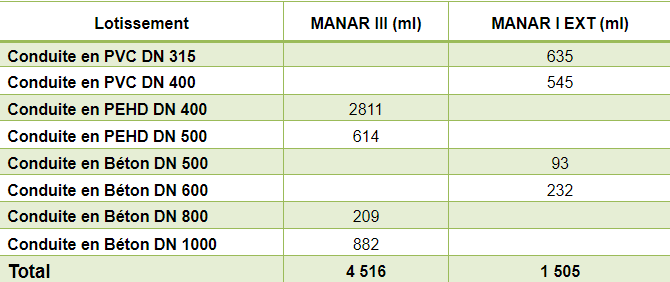 Lotissement MANAR III (ml) MANAR I EXT (ml)
Conduite en PVC DN 315 635
Conduite en PVC DN 400 545
Conduite en PEHD DN 400 2811
Conduite en PEHD DN 500 614
Conduite en Béton DN 500 93
Conduite en Béton DN 600 232
Conduite en Béton DN 800 209
Conduite en Béton DN 1000 882
Total 4 516 1 505